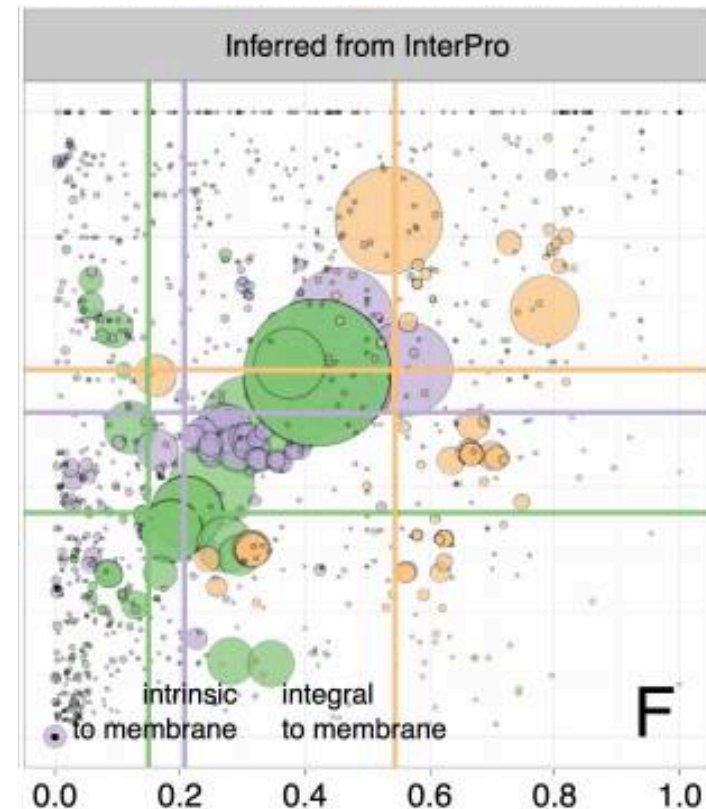 Inferred from InterPro
intrinsic integral
to membrane to membrane
F
0.0 0.2 0.4 0.6 0.8 1.0